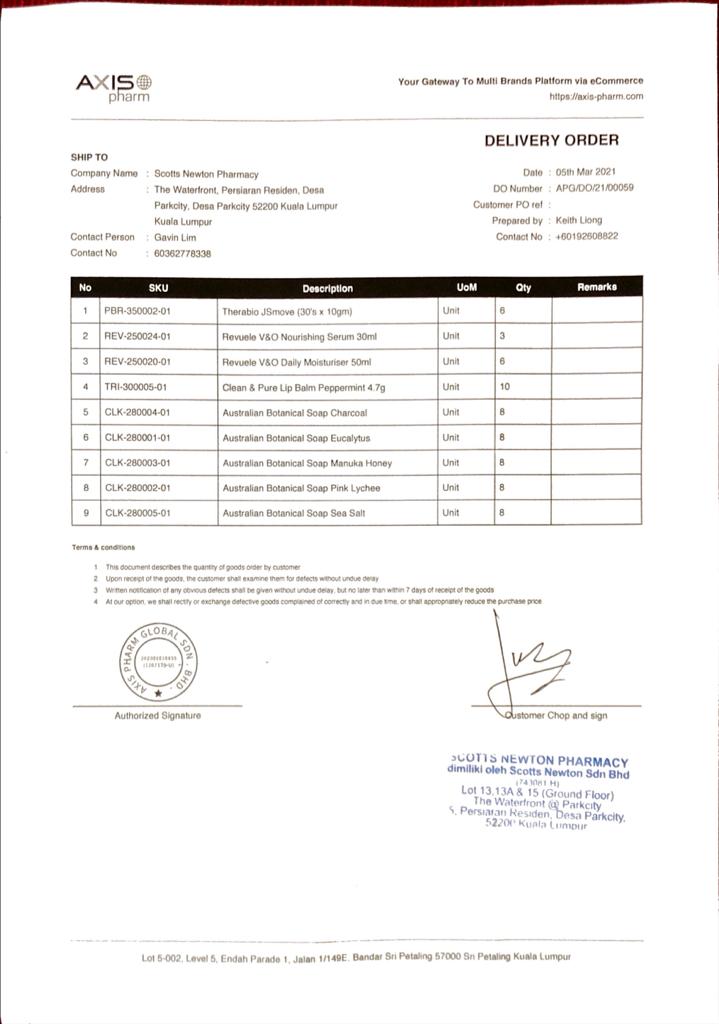 AXIS
pharm
Your Gateway To Multi Brands Platform via eCommerce
https://axis-pharm.com
DELIVERY ORDER
SHIP TO
Company Name : Scotts Newton Pharmacy
Address : The Waterfront, Persiaran Residen, Desa
Parkcity, Desa Parkcity 52200 Kuala Lumpur
Kuala Lumpur
Contact Person : Gavin Lim
Contact No : 60362778338
Date : 05th Mar 2021
DO Number : APG/DO/21/00059
Customer PO ref :
Prepared by : Keith Liong
Contact No : +60192608822
No SKU Description UoM Qty Remarks
1 PBR-350002-01 Therabio JSmove (30's x 10gm) Unit 6
2 REV-250024-01 Revuele V&O Nourishing Serum 30ml Unit 3
3 REV-250020-01 Revuele V&O Daily Moisturiser 50ml Unit 6
4 TRI-300005-01 Clean & Pure Lip Balm Peppermint 4.7g Unit 10
5 CLK-280004-01 Australian Botanical Soap Charcoal Unit 8
6 CLK-280001-01 Australian Botanical Soap Eucalytus Unit 8
7 CLK-280003-01 Australian Botanical Soap Manuka Honey Unit 8
8 CLK-280002-01 Australian Botanical Soap Pink Lychee Unit 8
9 CLK-280005-01 Australian Botanical Soap Sea Salt Unit 8
Terms & conditions
1 This document describes the quantity of goods order by customer
2 Upon receipt of the goods, the customer shall examine them for defects without undue delay
3 Written notification of any obvious defects shall be given without undue delay, but no later than within 7 days of receipt of the goods
4 At our option, we shall rectify or exchange defective goods complained of correctly and in due time, or shall appropriately reduce the purchase price
AXIS PHARM GLOBAL SDN. BHD.
Authorized Signature
Customer Chop and sign
SCOTTS NEWTON PHARMACY
dimiliki oleh Scotts Newton Sdn Bhd
(743081 H)
Lot 13,13A & 15 (Ground Floor)
The Waterfront @ Parkcity
5, Persiaran Residen, Desa Parkcity,
52200 Kuala Lumpur
Lot 5-002, Level 5, Endah Parade 1, Jalan 1/149E, Bandar Sri Petaling 57000 Sri Petaling Kuala Lumpur